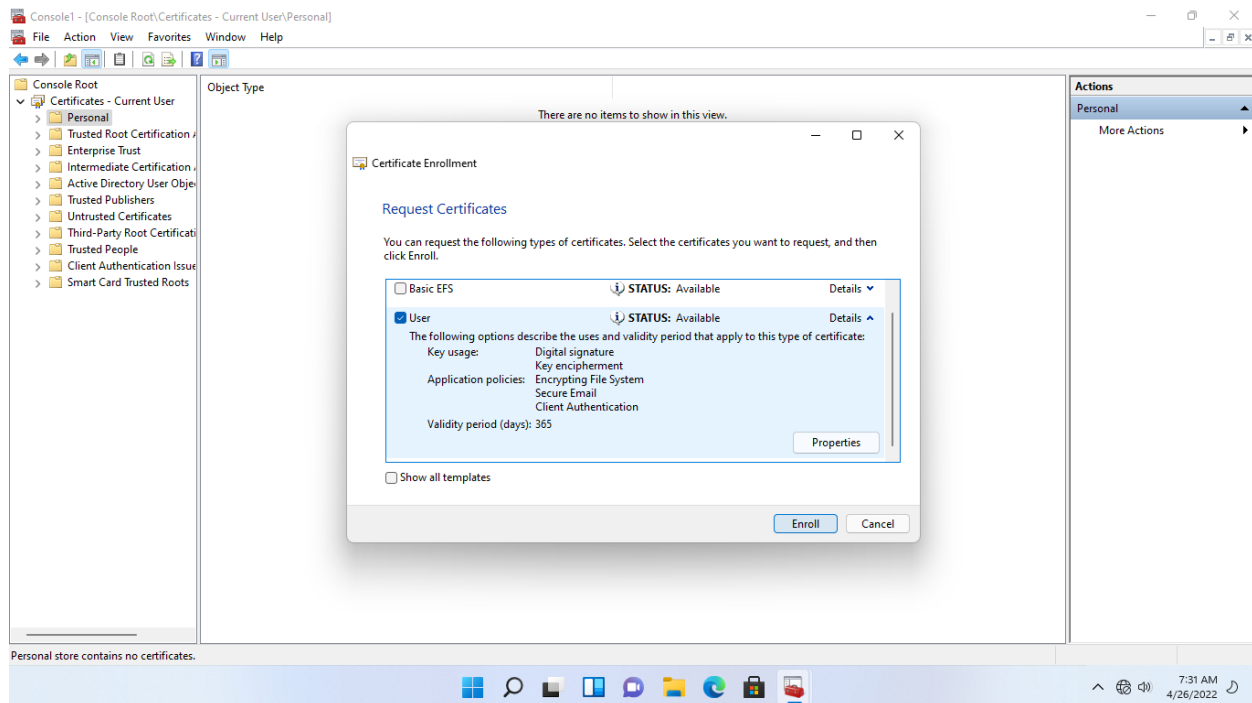 Console1 - [Console Root\Certificates - Current User\Personal]
File Action View Favorites Window Help
Console Root
Certificates - Current User
Personal
Trusted Root Certification
Enterprise Trust
Intermediate Certification
Active Directory User Obje
Trusted Publishers
Untrusted Certificates
Third-Party Root Certificati
Trusted People
Client Authentication Issue
Smart Card Trusted Roots
Object Type
There are no items to show in this view.
Actions
Personal
More Actions
Certificate Enrollment
Request Certificates
You can request the following types of certificates. Select the certificates you want to request, and then
click Enroll.
Basic EFS STATUS: Available Details
User STATUS: Available Details
The following options describe the uses and validity period that apply to this type of certificate:
Key usage: Digital signature
Key encipherment
Application policies: Encrypting File System
Secure Email
Client Authentication
Validity period (days): 365
Properties
Show all templates
Enroll Cancel
Personal store contains no certificates.
7:31 AM
4/26/2022